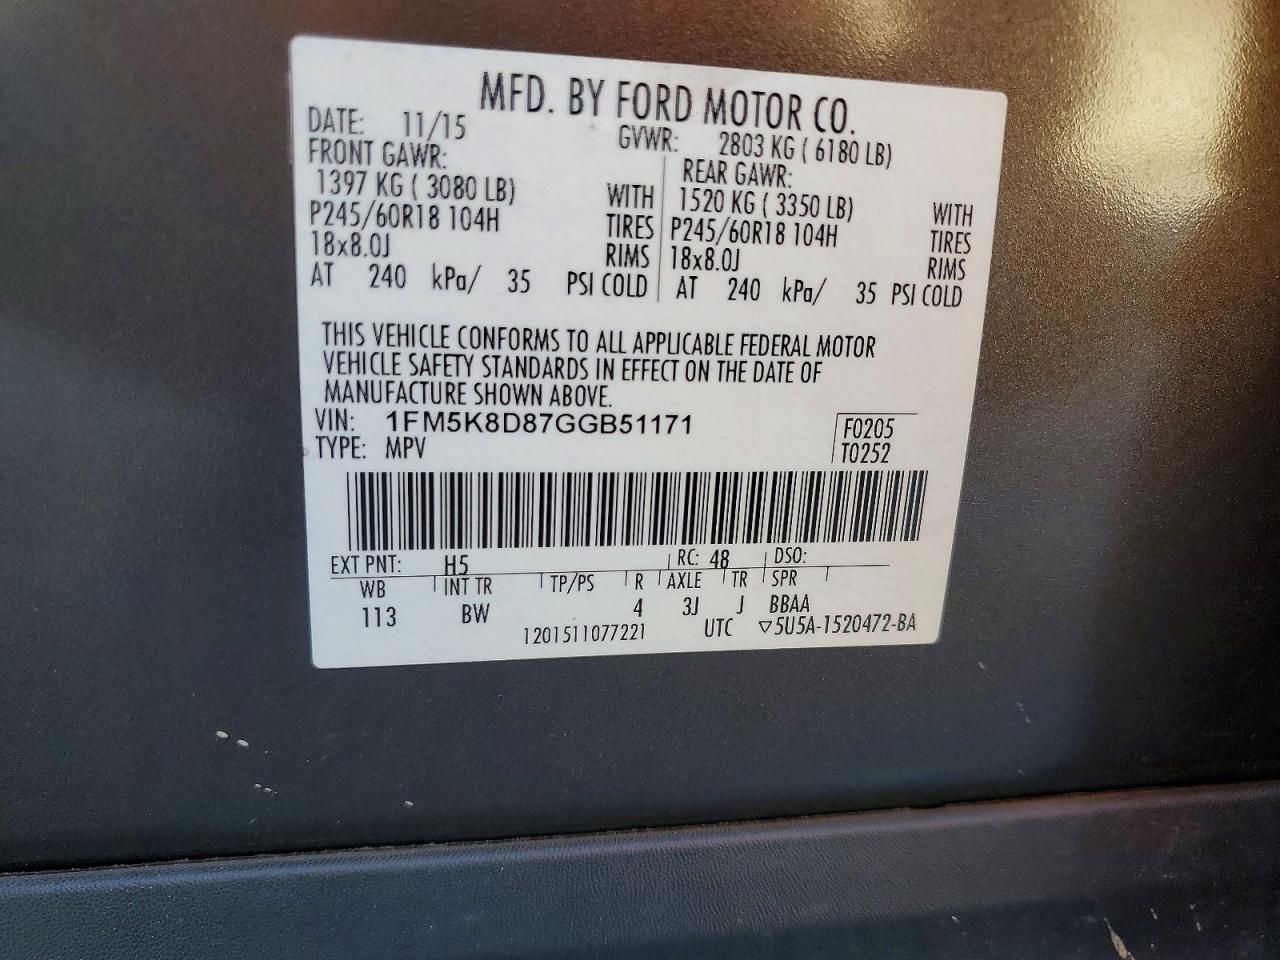 MFD. BY FORD MOTOR CO.
DATE: 11/15 GVWR: 2803 KG ( 6180 LB)
FRONT GAWR: REAR GAWR:
1397 KG ( 3080 LB) WITH 1520 KG ( 3350 LB) WITH
P245/60R18 104H TIRES P245/60R18 104H TIRES
18x8.0J RIMS 18x8.0J RIMS
AT 240 kPa/ 35 PSI COLD AT 240 kPa/ 35 PSI COLD
THIS VEHICLE CONFORMS TO ALL APPLICABLE FEDERAL MOTOR
VEHICLE SAFETY STANDARDS IN EFFECT ON THE DATE OF
MANUFACTURE SHOWN ABOVE.
VIN: 1FM5K8D87GGB51171 F0205
TYPE: MPV T0252
EXT PNT: H5 RC: 48 DSO:
WB INT TR TP/PS R AXLE TR SPR
113 BW 4 3J J BBAA
1201511077221 UTC ▽5U5A-1520472-BA